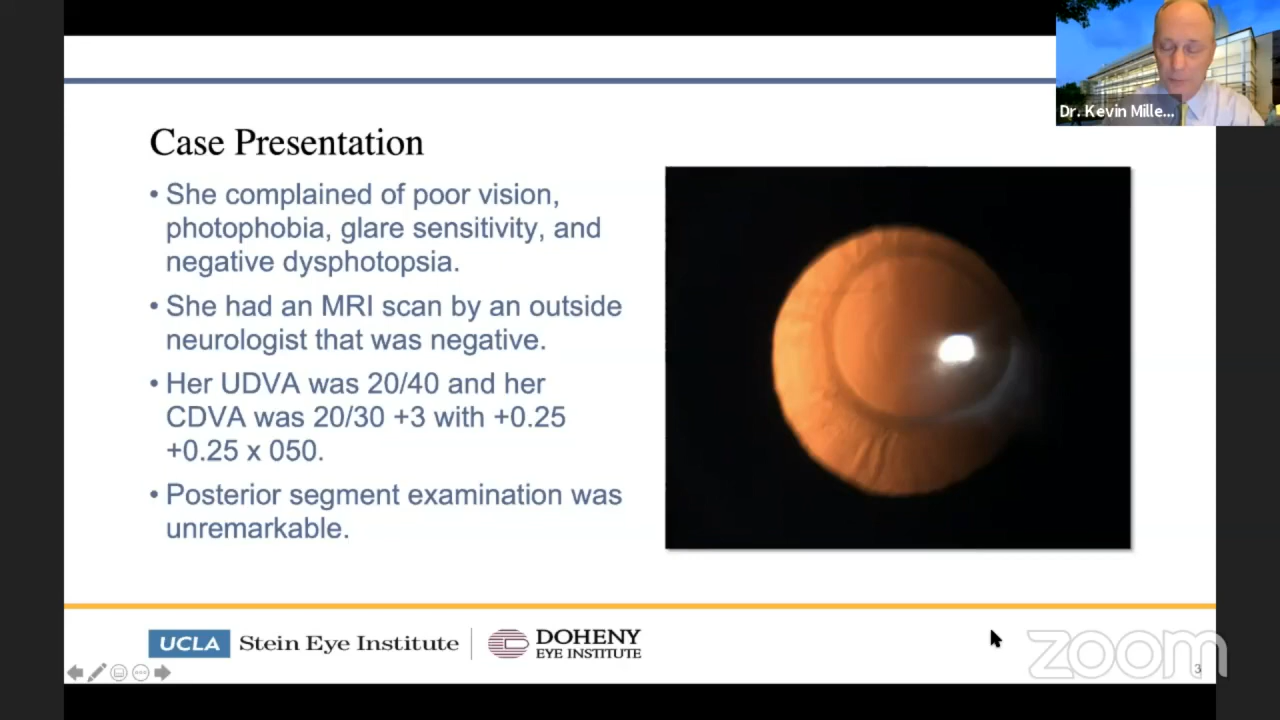 Dr. Kevin Mille...
Case Presentation
• She complained of poor vision,
photophobia, glare sensitivity, and
negative dysphotopsia.
• She had an MRI scan by an outside
neurologist that was negative.
• Her UDVA was 20/40 and her
CDVA was 20/30 +3 with +0.25
+0.25 x 050.
• Posterior segment examination was
unremarkable.
UCLA Stein Eye Institute
DOHENY
EYE INSTITUTE
zoom
3